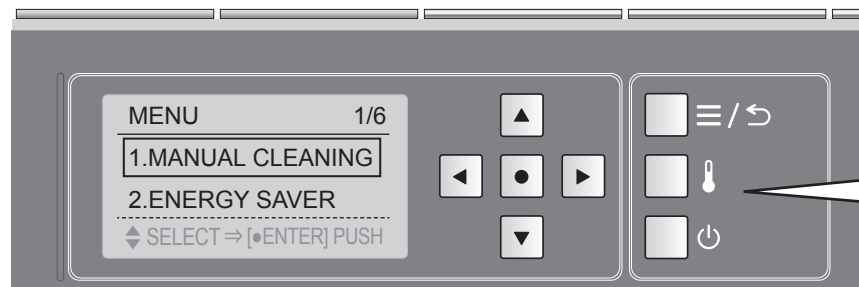 MENU 1/6
1.MANUAL CLEANING
2.ENERGY SAVER
SELECT⇒[●ENTER] PUSH